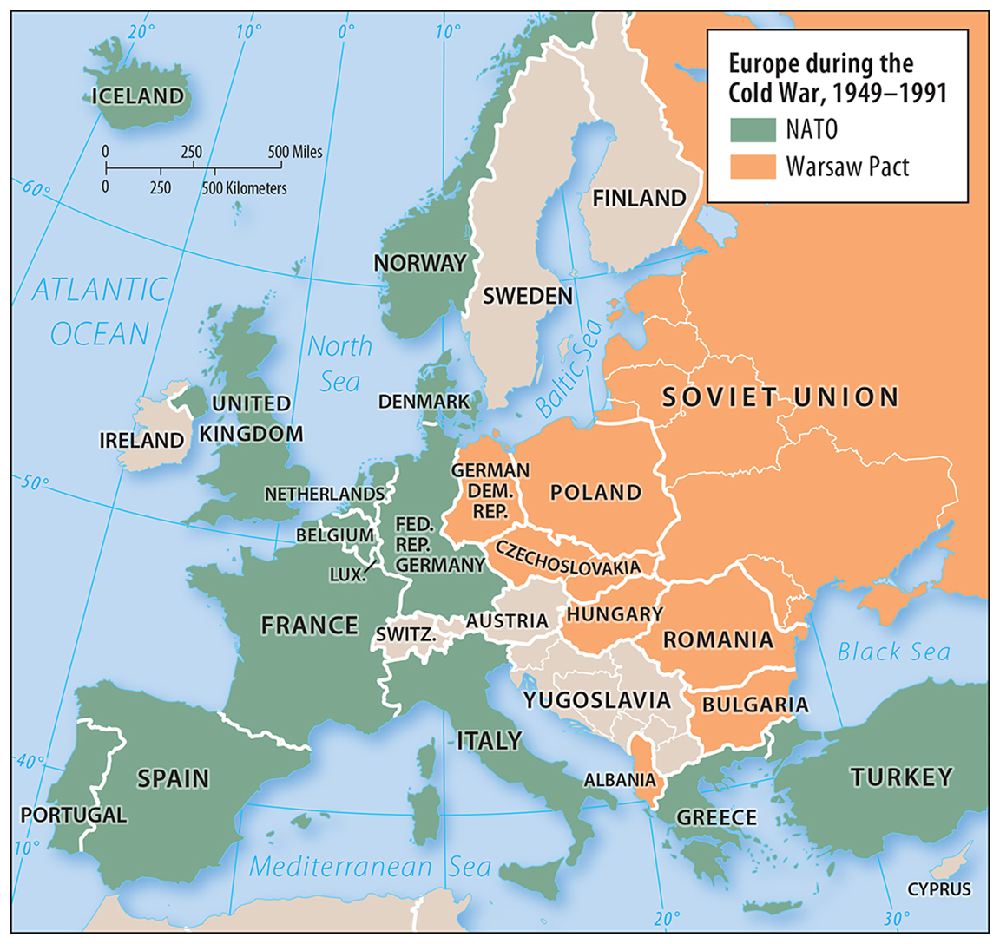 20°
10°
0°
10°
Europe during the
Cold War, 1949–1991
NATO
Warsaw Pact
ICELAND
0 250 500 Miles
0 250 500 Kilometers
60°
FINLAND
NORWAY
ATLANTIC
OCEAN
SWEDEN
North
Sea
Baltic Sea
SOVIET UNION
DENMARK
UNITED
KINGDOM
IRELAND
50°
GERMAN
DEM.
REP.
POLAND
NETHERLANDS
BELGIUM
FED.
REP.
GERMANY
LUX.
CZECHOSLOVAKIA
FRANCE
SWITZ.
AUSTRIA
HUNGARY
ROMANIA
Black Sea
YUGOSLAVIA
BULGARIA
ITALY
40°
SPAIN
ALBANIA
TURKEY
PORTUGAL
GREECE
10°
Mediterranean Sea
CYPRUS
20°
30°